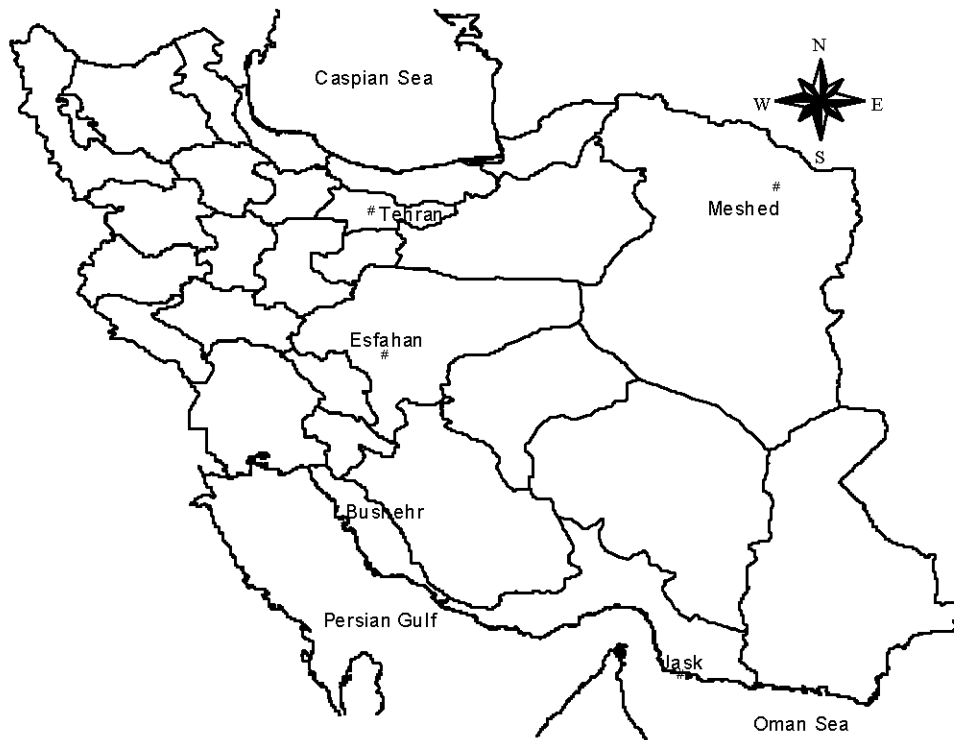 N
Caspian Sea
W
E
S
#
Meshed
# Tehran
Esfahan
#
Bushehr
Persian Gulf
Jask
#
Oman Sea